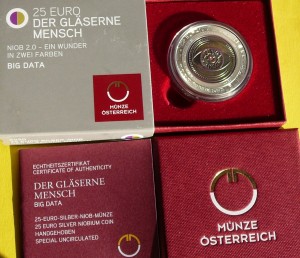 25 EURO
DER GLÄSERNE
MENSCH
NIOB 2.0 – EIN WUNDER
IN ZWEI FARBEN
BIG DATA
MÜNZE
ÖSTERREICH
ECHTHEITSZERTIFIKAT
CERTIFICATE OF AUTHENTICITY
DER GLÄSERNE
MENSCH
BIG DATA
25-EURO-SILBER-NIOB-MÜNZE
25 EURO SILVER NIOBIUM COIN
HANDGEHOBEN
SPECIAL UNCIRCULATED
MÜNZE
ÖSTERREICH